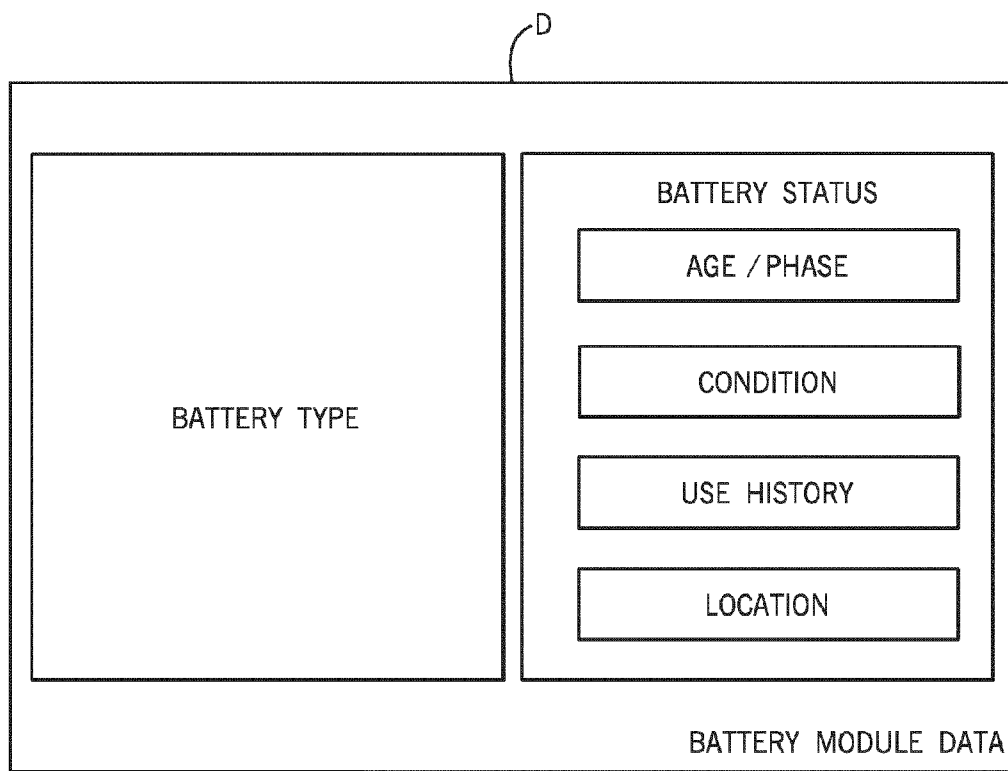 D
BATTERY TYPE
BATTERY STATUS
AGE / PHASE
CONDITION
USE HISTORY
LOCATION
BATTERY MODULE DATA